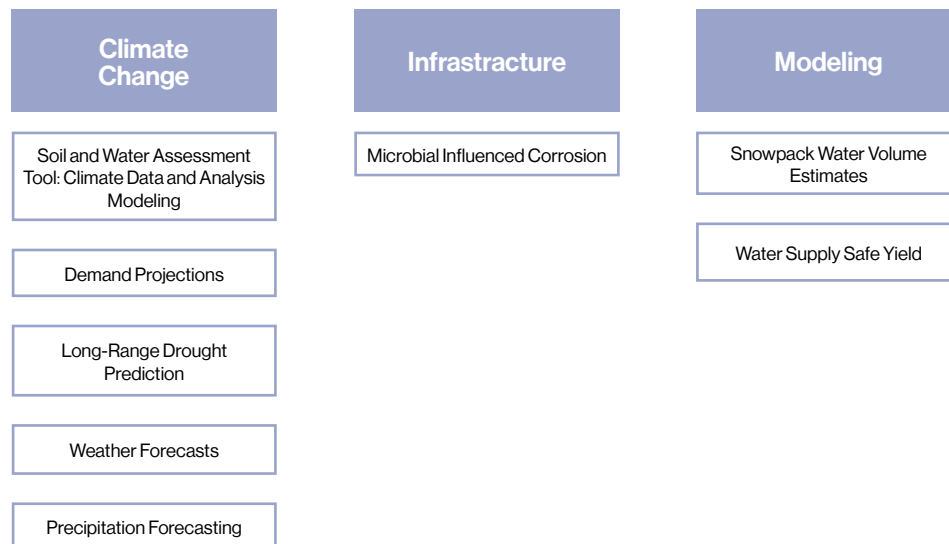 Climate
Change
Soil and Water Assessment
Tool: Climate Data and Analysis
Modeling
Demand Projections
Long-Range Drought
Prediction
Weather Forecasts
Precipitation Forecasting
Infrastracture
Microbial Influenced Corrosion
Modeling
Snowpack Water Volume
Estimates
Water Supply Safe Yield